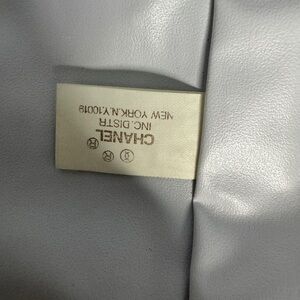 ® ⓒ ®
CHANEL
INC. DISTR
NEW YORK.N.Y.10019